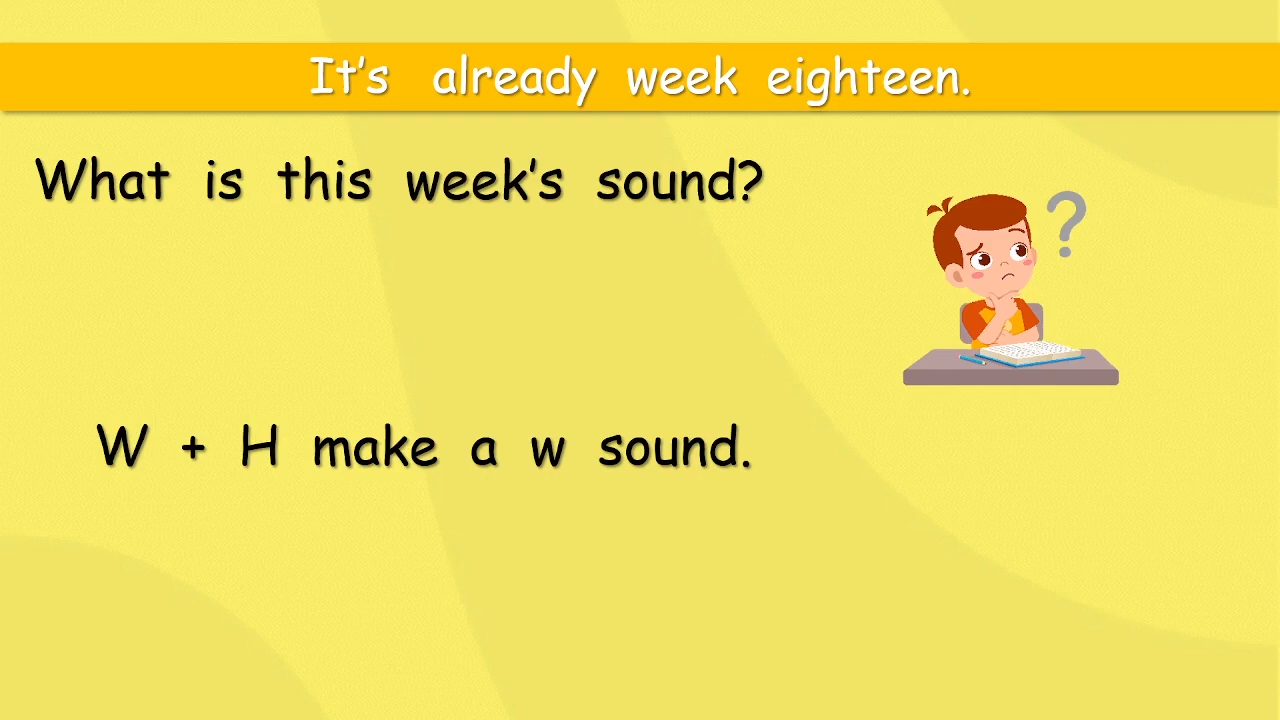 It's already week eighteen.
What is this week's sound?
?
W + H make a w sound.